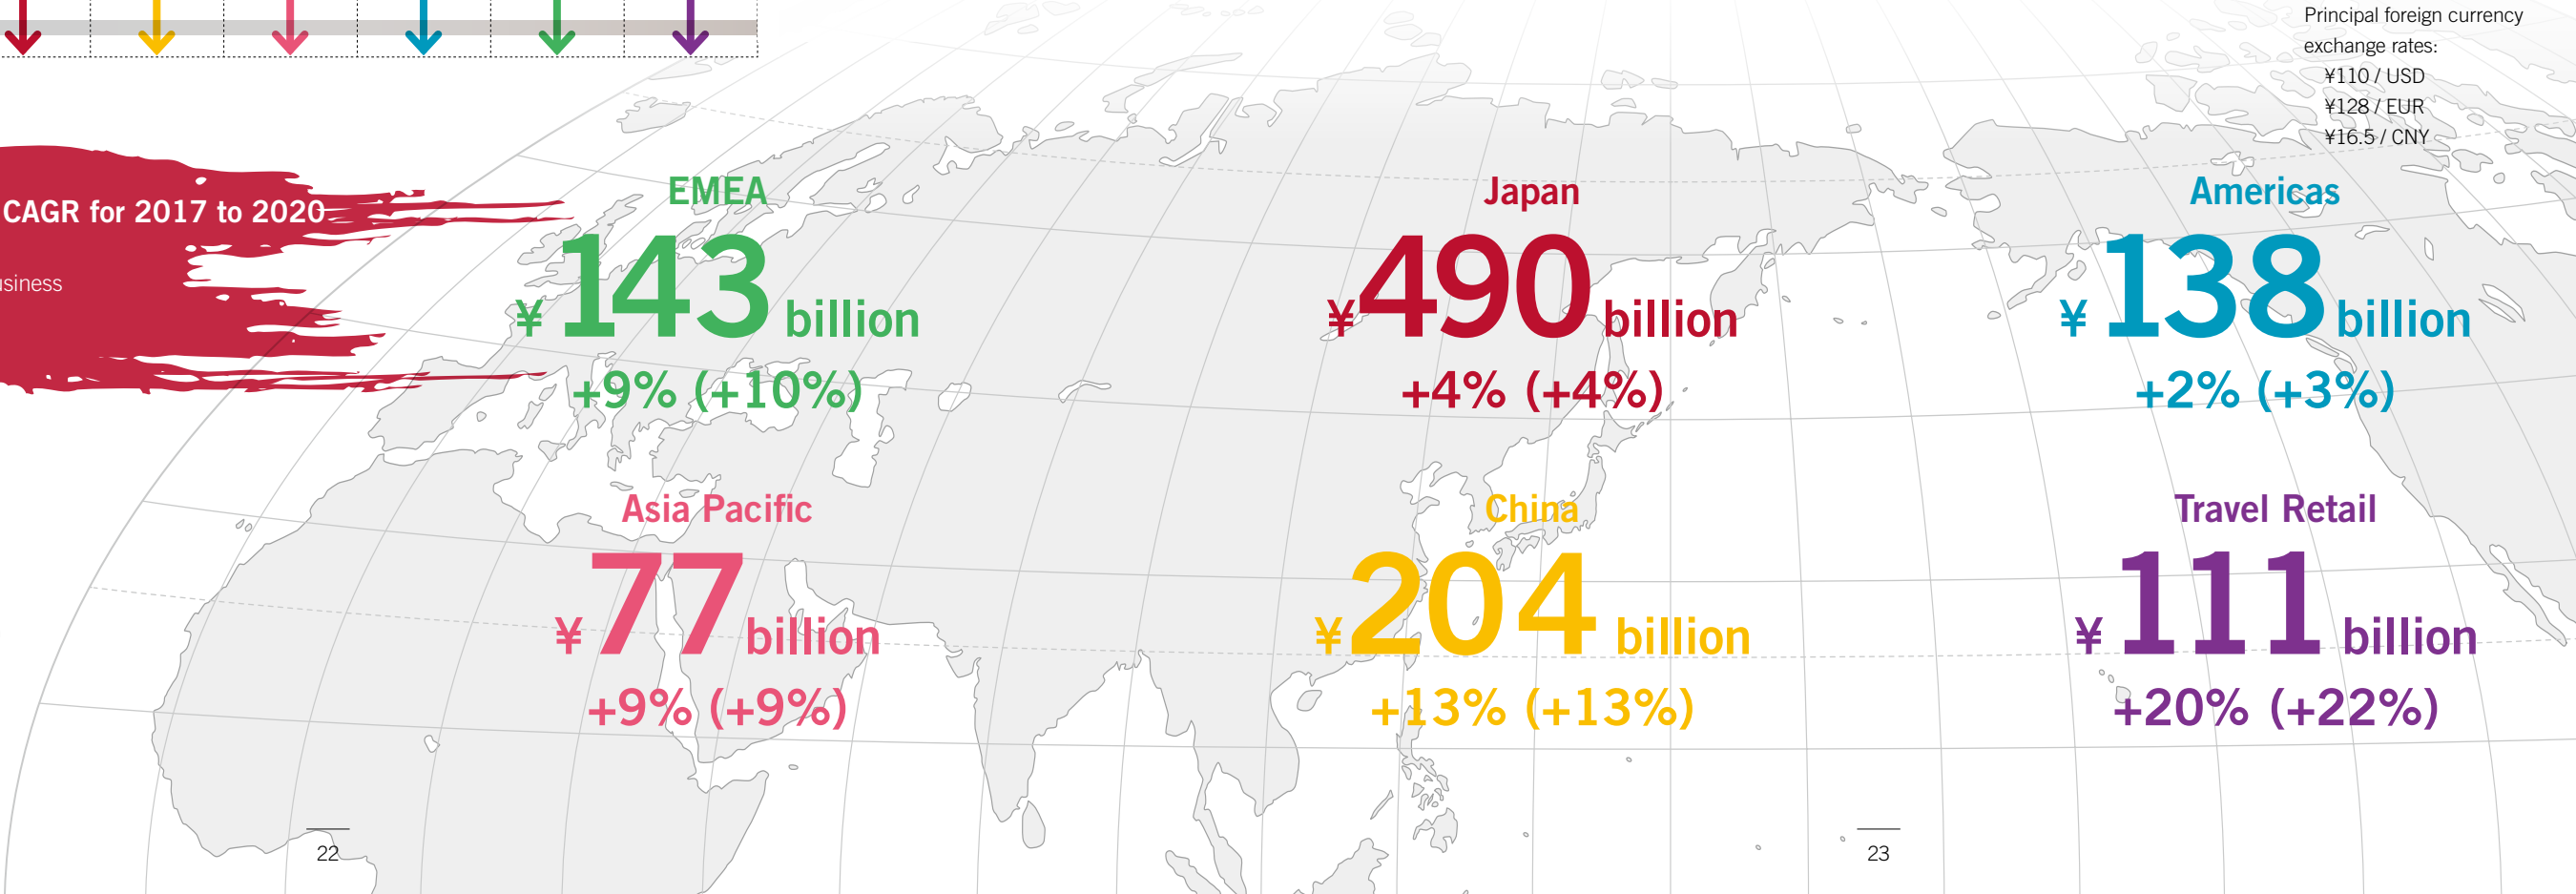 Principal foreign currency
exchange rates:
¥110 / USD
¥128 / EUR
¥16.5 / CNY
CAGR for 2017 to 2020
EMEA
¥143 billion
+9% (+10%)
Japan
¥490 billion
+4% (+4%)
Americas
¥138 billion
+2% (+3%)
Asia Pacific
¥77 billion
+9% (+9%)
China
¥204 billion
+13% (+13%)
Travel Retail
¥111 billion
+20% (+22%)
22
23